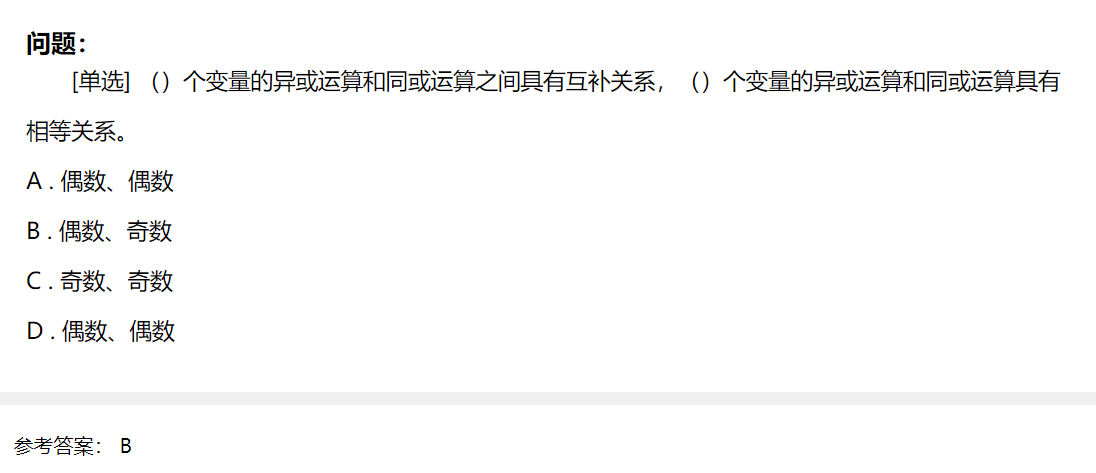 问题：
[单选] （）个变量的异或运算和同或运算之间具有互补关系，（）个变量的异或运算和同或运算具有
相等关系。
A . 偶数、偶数
B . 偶数、奇数
C . 奇数、奇数
D . 偶数、偶数
参考答案： B